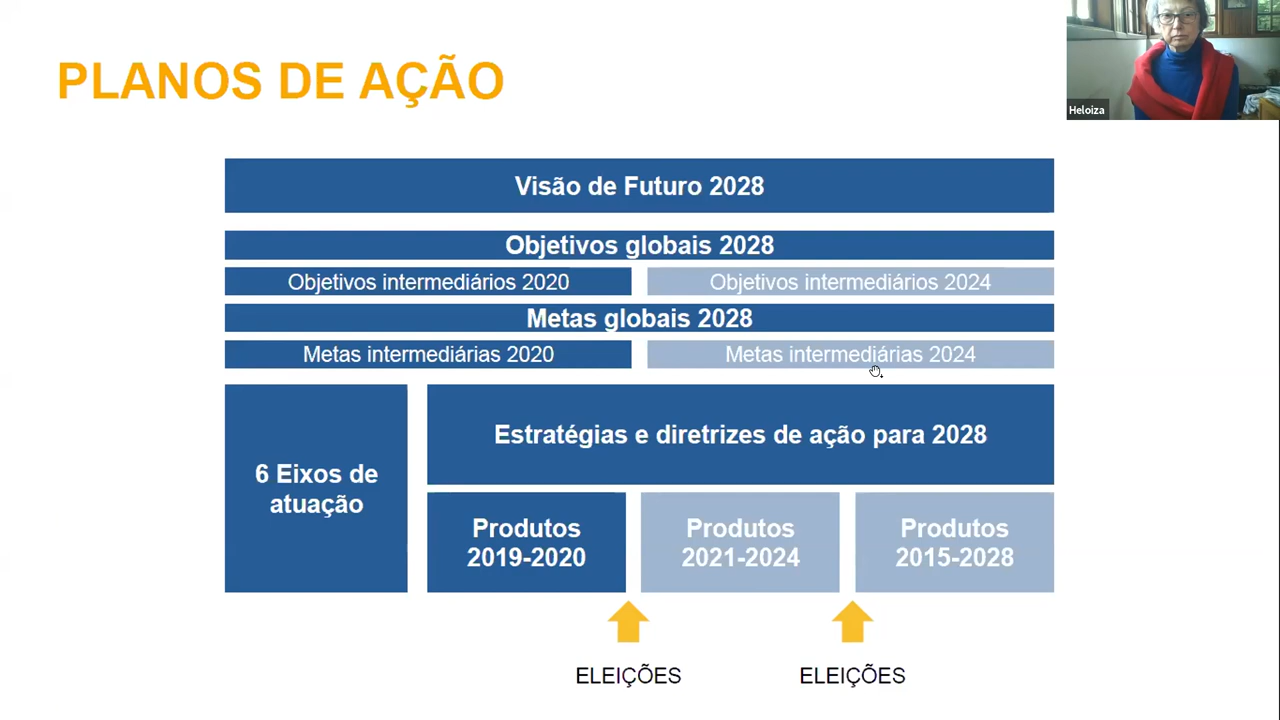 PLANOS DE AÇÃO
Heloiza
Visão de Futuro 2028
Objetivos globais 2028
Objetivos intermediários 2020
Objetivos intermediários 2024
Metas globais 2028
Metas intermediárias 2020
Metas intermediárias 2024
6 Eixos de
atuação
Estratégias e diretrizes de ação para 2028
Produtos
2019-2020
Produtos
2021-2024
Produtos
2015-2028
ELEIÇÕES
ELEIÇÕES